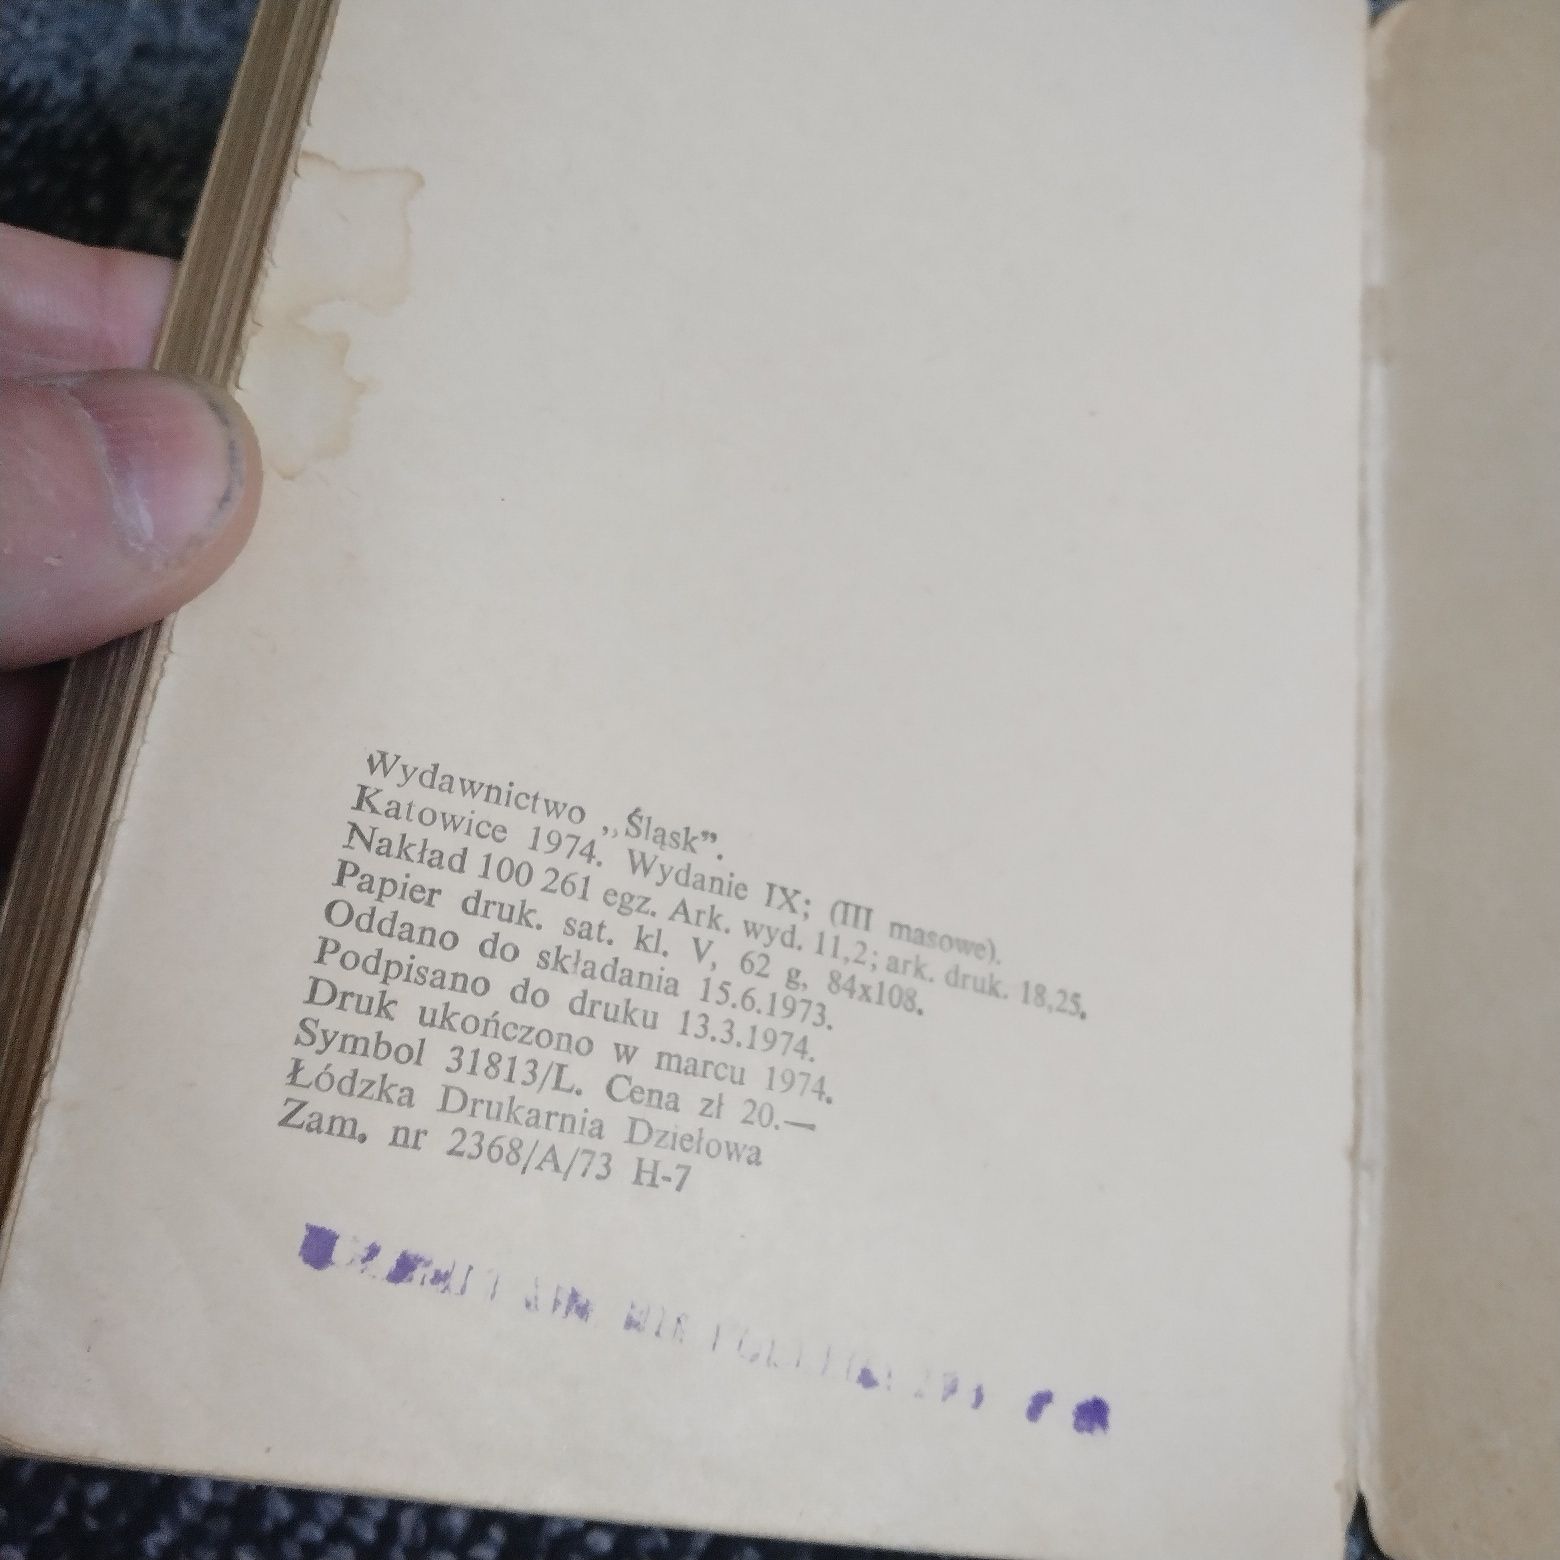 Wydawnictwo „Śląsk”.
Katowice 1974. Wydanie IX; (III masowe).
Nakład 100 261 egz. Ark. wyd. 11,2; ark. druk. 18,25.
Papier druk. sat. kl. V, 62 g, 84x108.
Oddano do składania 15.6.1973.
Podpisano do druku 13.3.1974.
Druk ukończono w marcu 1974.
Symbol 31813/L. Cena zł 20.—
Łódzka Drukarnia Dziełowa
Zam. nr 2368/A/73 H-7